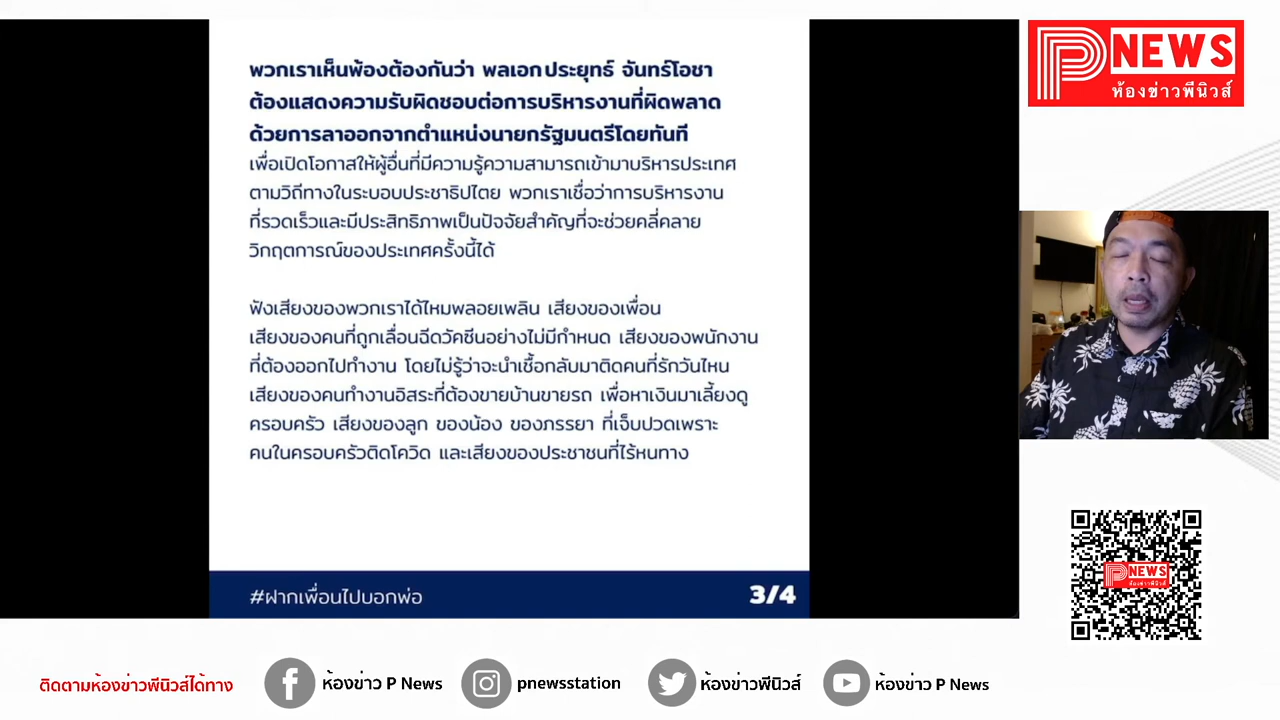 พวกเราเห็นพ้องต้องกันว่า พลเอกประยุทธ์ จันทร์โอชา
ต้องแสดงความรับผิดชอบต่อการบริหารงานที่ผิดพลาด
ด้วยการลาออกจากตำแหน่งนายกรัฐมนตรีโดยทันที
เพื่อเปิดโอกาสให้ผู้อื่นที่มีความรู้ความสามารถเข้ามาบริหารประเทศ
ตามวิถีทางในระบอบประชาธิปไตย พวกเราเชื่อว่าการบริหารงาน
ที่รวดเร็วและมีประสิทธิภาพเป็นปัจจัยสำคัญที่จะช่วยคลี่คลาย
วิกฤตการณ์ของประเทศครั้งนี้ได้
ฟังเสียงของพวกเราได้ไหมพลอยเพลิน เสียงของเพื่อน
เสียงของคนที่ถูกเลื่อนฉีดวัคซีนอย่างไม่มีกำหนด เสียงของพนักงาน
ที่ต้องออกไปทำงาน โดยไม่รู้ว่าจะนำเชื้อกลับมาติดคนที่รักวันไหน
เสียงของคนทำงานอิสระที่ต้องขายบ้านขายรถ เพื่อหาเงินมาเลี้ยงดู
ครอบครัว เสียงของลูก ของน้อง ของภรรยา ที่เจ็บปวดเพราะ
คนในครอบครัวติดโควิด และเสียงของประชาชนที่ไร้หนทาง
#ฝากเพื่อนไปบอกพ่อ
3/4
P NEWS
ห้องข่าวพีนิวส์
P NEWS
ห้องข่าวพีนิวส์
ติดตามห้องข่าวพีนิวส์ได้ทาง
ห้องข่าว P News
pnewsstation
ห้องข่าวพีนิวส์
ห้องข่าว P News